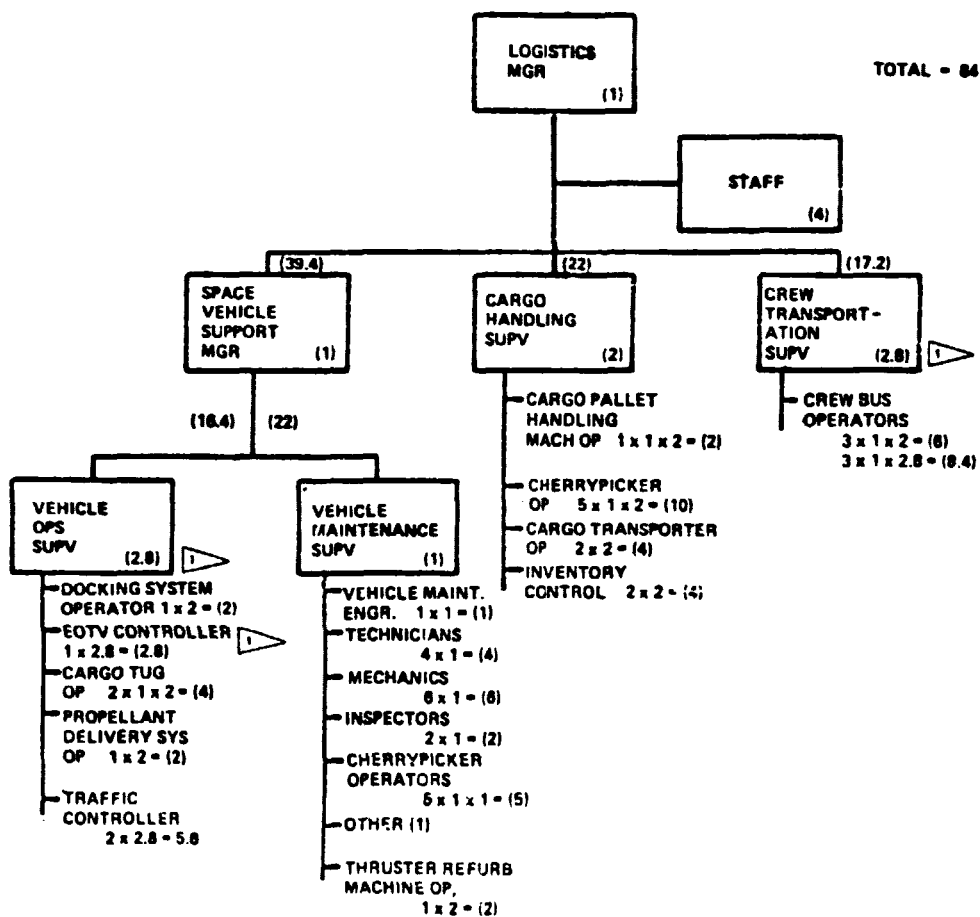 LOGISTICS
MGR
(1)
TOTAL = 84
STAFF
(4)
(39.4)
(22)
(17.2)
SPACE
VEHICLE
SUPPORT
MGR
(1)
CARGO
HANDLING
SUPV
(2)
CREW
TRANSPORT-
ATION
SUPV
(2.8)
1
(16.4)
(22)
CARGO PALLET
HANDLING
MACH OP 1 x 1 x 2 = (2)
CHERRYPICKER
OP 5 x 1 x 2 = (10)
CARGO TRANSPORTER
OP 2 x 2 = (4)
INVENTORY
CONTROL 2 x 2 = (4)
CREW BUS
OPERATORS
3 x 1 x 2 = (6)
3 x 1 x 2.8 = (8.4)
VEHICLE
OPS
SUPV
(2.8)
1
DOCKING SYSTEM
OPERATOR 1 x 2 = (2)
EOTV CONTROLLER
1 x 2.8 = (2.8)
1
CARGO TUG
OP 2 x 1 x 2 = (4)
PROPELLANT
DELIVERY SYS
OP 1 x 2 = (2)
TRAFFIC
CONTROLLER
2 x 2.8 = 5.6
VEHICLE
MAINTENANCE
SUPV
(1)
VEHICLE MAINT.
ENGR. 1 x 1 = (1)
TECHNICIANS
4 x 1 = (4)
MECHANICS
6 x 1 = (6)
INSPECTORS
2 x 1 = (2)
CHERRYPICKER
OPERATORS
5 x 1 x 1 = (5)
OTHER (1)
THRUSTER REFURB
MACHINE OP,
1 x 2 = (2)